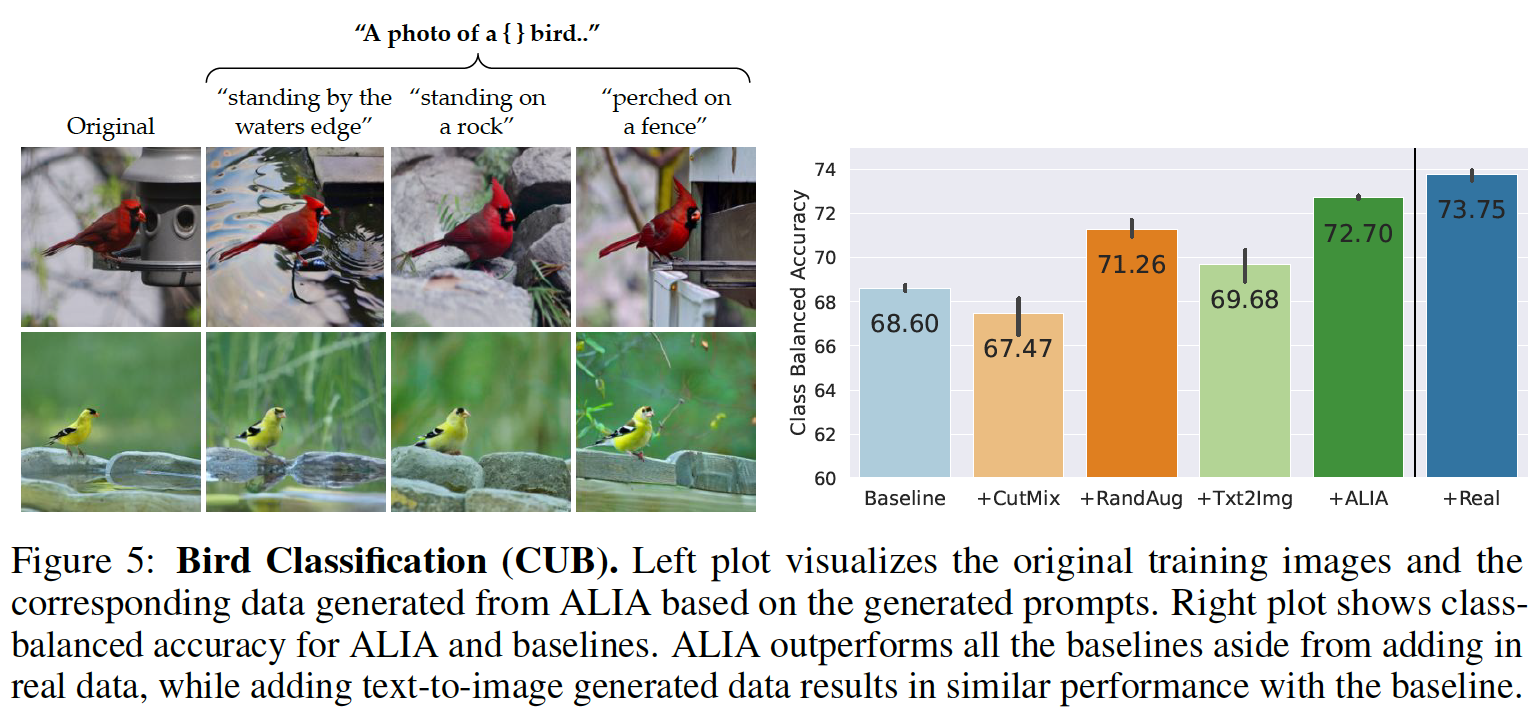 “A photo of a { } bird..”
Original
“standing by the
waters edge”
“standing on
a rock”
“perched on
a fence”
Class Balanced Accuracy
74
72
70
68
66
64
62
60
68.60
67.47
71.26
69.68
72.70
73.75
Baseline
+CutMix
+RandAug
+Txt2Img
+ALIA
+Real
Figure 5: Bird Classification (CUB). Left plot visualizes the original training images and the
corresponding data generated from ALIA based on the generated prompts. Right plot shows class-
balanced accuracy for ALIA and baselines. ALIA outperforms all the baselines aside from adding in
real data, while adding text-to-image generated data results in similar performance with the baseline.